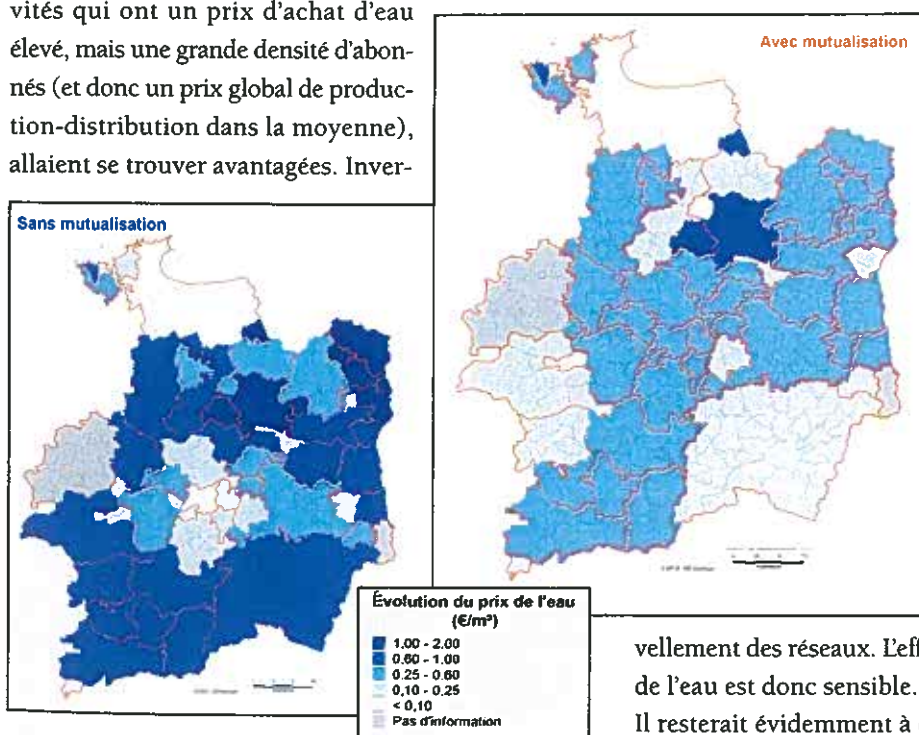 vités qui ont un prix d'achat d'eau
élevé, mais une grande densité d'abon-
nés (et donc un prix global de produc-
tion-distribution dans la moyenne),
allaient se trouver avantagées. Inver-
Avec mutualisation
Sans mutualisation
Évolution du prix de l'eau
(€/m³)
1.00 - 2.00
0.60 - 1.00
0.25 - 0.60
0,10 - 0,25
< 0,10
Pas d'information
vellement des réseaux. L'eff
de l'eau est donc sensible.
Il resterait évidemment à